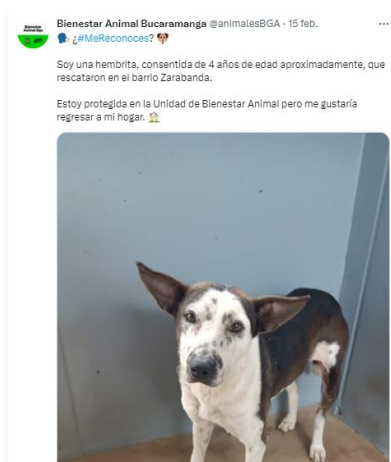 Bienestar Animal Bucaramanga @animalesBGA · 15 feb.
🗣️ ¿#MeReconoces? 🐶
Soy una hembrita, consentida de 4 años de edad aproximadamente, que
rescataron en el barrio Zarabanda.
Estoy protegida en la Unidad de Bienestar Animal pero me gustaría
regresar a mi hogar. 🏠